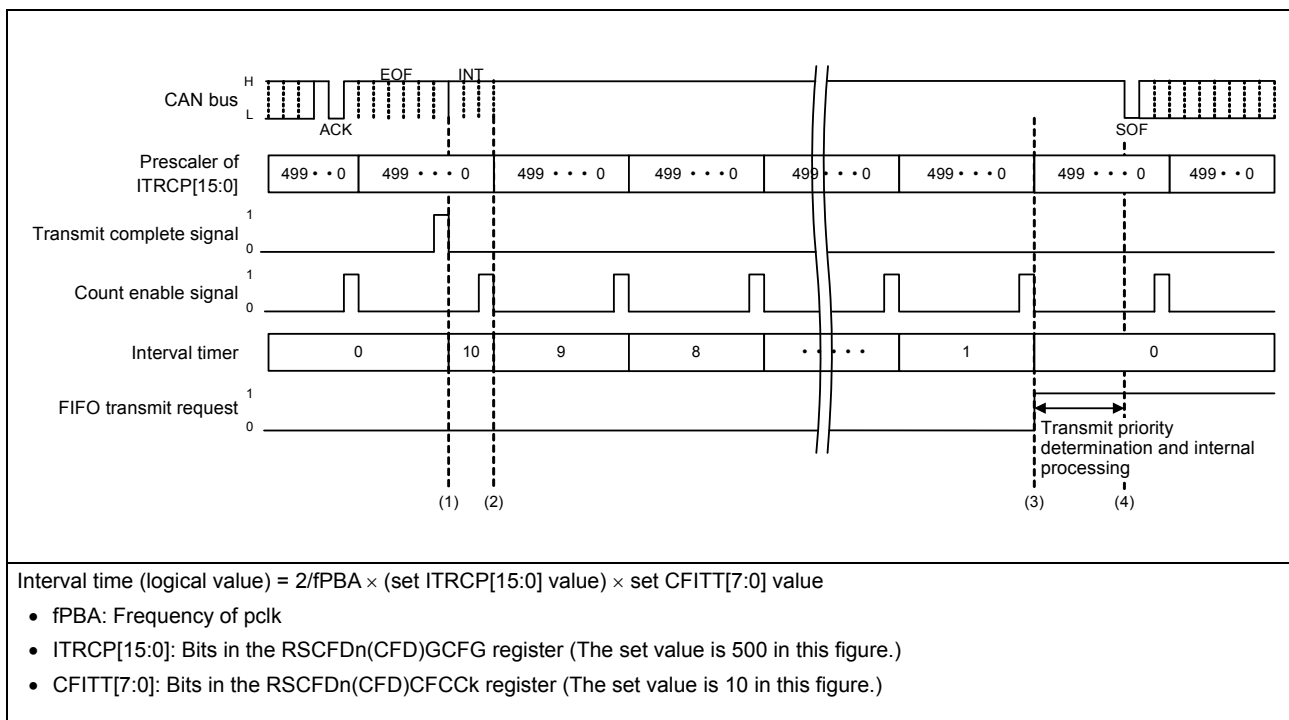 H
CAN bus
L
EOF
INT
ACK
SOF
Prescaler of
ITRCP[15:0]
499・・0
499・・・0
499・・・0
499・・・0
499・・・0
499・・・0
499・・・0
499・・0
Transmit complete signal
1
0
Count enable signal
1
0
Interval timer
0
10
9
8
・・・・・
1
0
FIFO transmit request
1
0
Transmit priority
determination and internal
processing
(1)
(2)
(3)
(4)
Interval time (logical value) = 2/fPBA × (set ITRCP[15:0] value) × set CFITT[7:0] value
• fPBA: Frequency of pclk
• ITRCP[15:0]: Bits in the RSCFDn(CFD)GCFG register (The set value is 500 in this figure.)
• CFITT[7:0]: Bits in the RSCFDn(CFD)CFCCk register (The set value is 10 in this figure.)